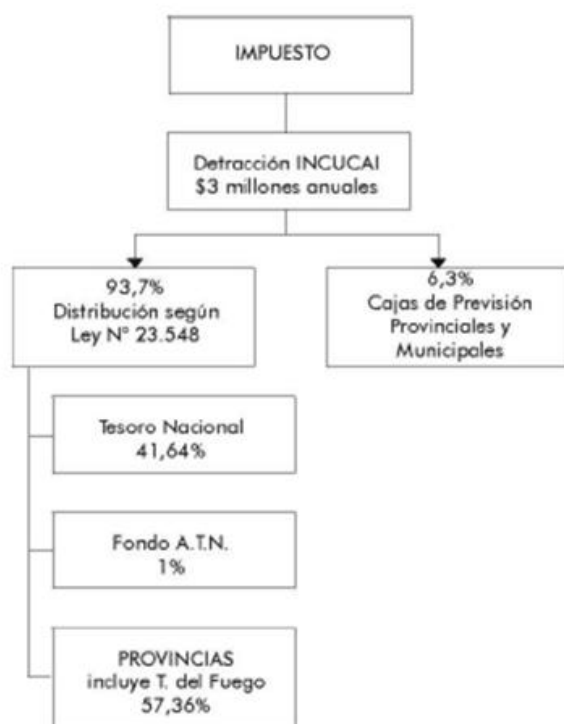 IMPUESTO
Detracción INCUCAI
$3 millones anuales
93,7%
Distribución según
Ley N° 23.548
6,3%
Cajas de Previsión
Provinciales y
Municipales
Tesoro Nacional
41,64%
Fondo A.T.N.
1%
PROVINCIAS
incluye T. del Fuego
57,36%